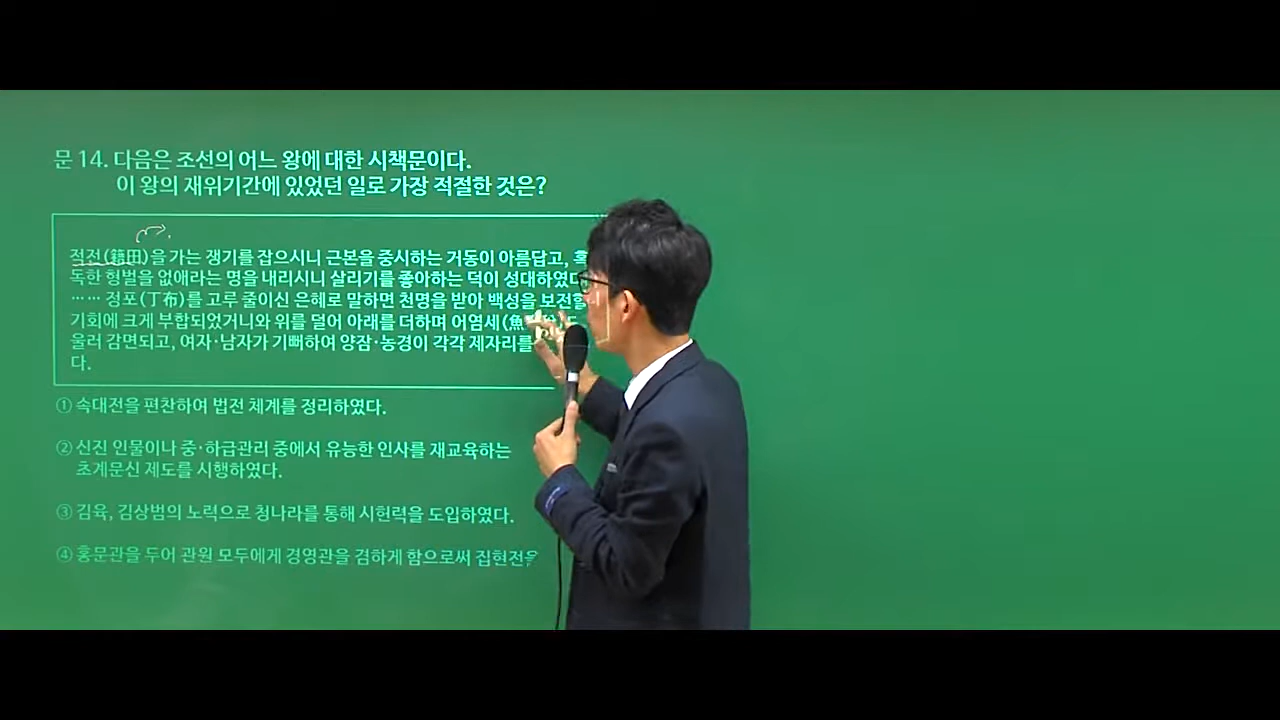 문 14. 다음은 조선의 어느 왕에 대한 시책문이다.
이 왕의 재위기간에 있었던 일로 가장 적절한 것은?
적전(籍田)을 가는 쟁기를 잡으시니 근본을 중시하는 거동이 아름답고, 혹
독한 형벌을 없애라는 명을 내리시니 살리기를 좋아하는 덕이 성대하였다
…… 정포(丁布)를 고루 줄이신 은혜로 말하면 천명을 받아 백성을 보전할
기회에 크게 부합되었거니와 위를 덜어 아래를 더하며 어염세(魚
울러 감면되고, 여자·남자가 기뻐하여 양잠·농경이 각각 제자리를
다.
① 속대전을 편찬하여 법전 체계를 정리하였다.
② 신진 인물이나 중·하급관리 중에서 유능한 인사를 재교육하는
초계문신 제도를 시행하였다.
③ 김육, 김상범의 노력으로 청나라를 통해 시헌력을 도입하였다.
④ 홍문관을 두어 관원 모두에게 경영관을 겸하게 함으로써 집현전을